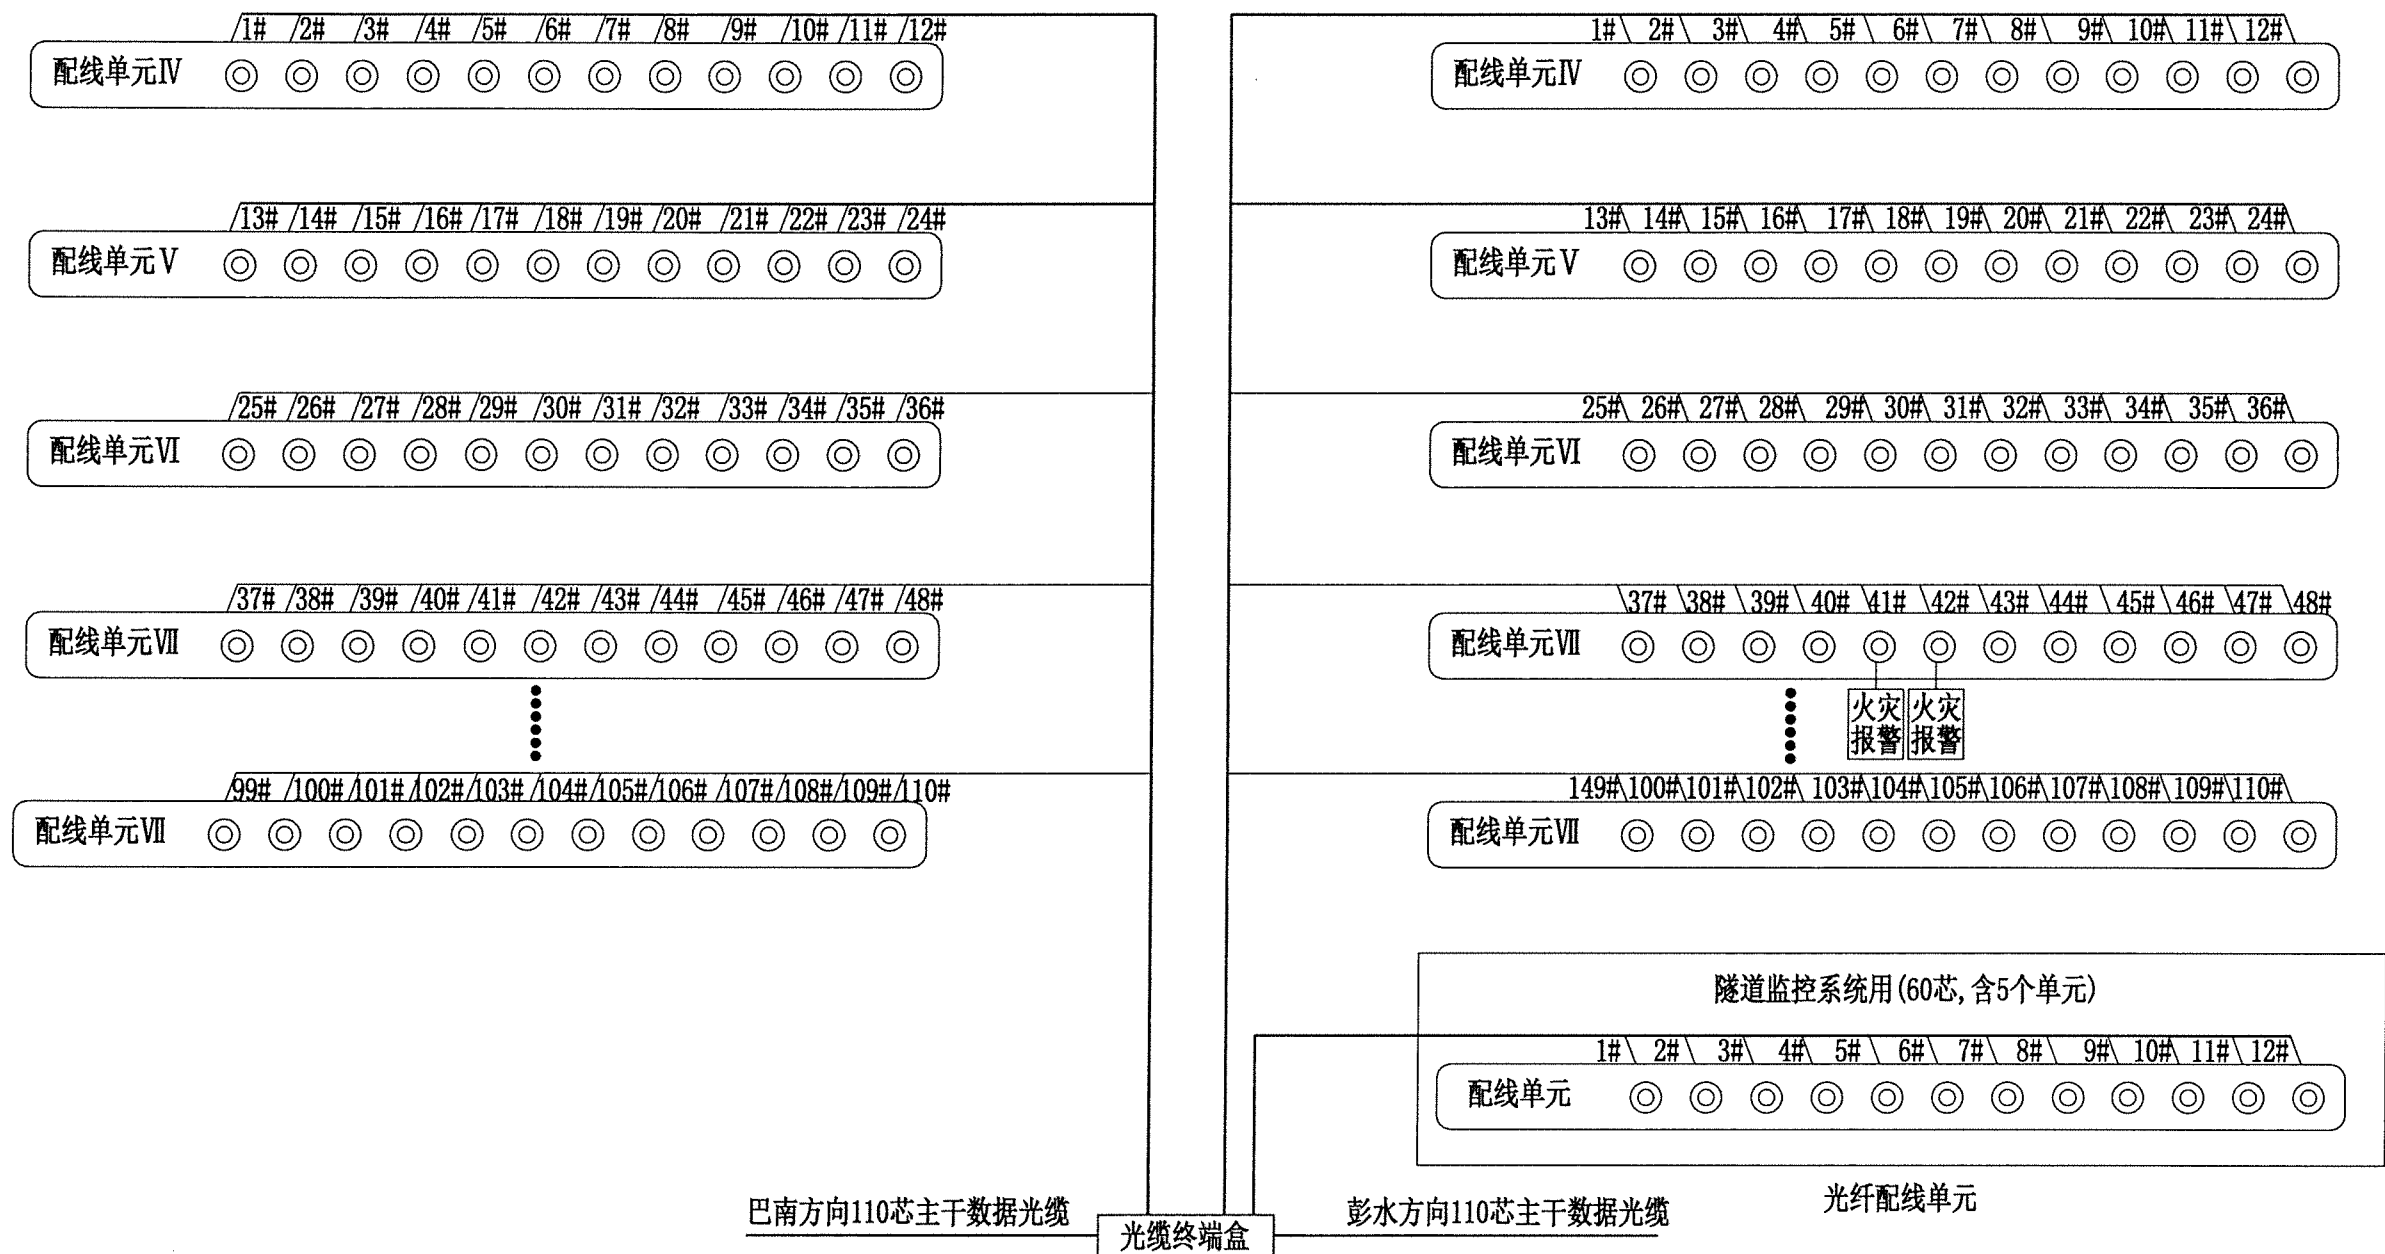 1# 2# 3# 4# 5# 6# 7# 8# 9# 10# 11# 12#
配线单元Ⅳ
1# 2# 3# 4# 5# 6# 7# 8# 9# 10# 11# 12#
配线单元Ⅳ
13# 14# 15# 16# 17# 18# 19# 20# 21# 22# 23# 24#
配线单元Ⅴ
13# 14# 15# 16# 17# 18# 19# 20# 21# 22# 23# 24#
配线单元Ⅴ
25# 26# 27# 28# 29# 30# 31# 32# 33# 34# 35# 36#
配线单元Ⅵ
25# 26# 27# 28# 29# 30# 31# 32# 33# 34# 35# 36#
配线单元Ⅵ
37# 38# 39# 40# 41# 42# 43# 44# 45# 46# 47# 48#
配线单元Ⅶ
37# 38# 39# 40# 41# 42# 43# 44# 45# 46# 47# 48#
配线单元Ⅶ
火灾
报警
火灾
报警
99# 100# 101# 102# 103# 104# 105# 106# 107# 108# 109# 110#
配线单元Ⅶ
149# 100# 101# 102# 103# 104# 105# 106# 107# 108# 109# 110#
配线单元Ⅶ
隧道监控系统用(60芯,含5个单元)
1# 2# 3# 4# 5# 6# 7# 8# 9# 10# 11# 12#
配线单元
光纤配线单元
巴南方向110芯主干数据光缆
光缆终端盒
彭水方向110芯主干数据光缆